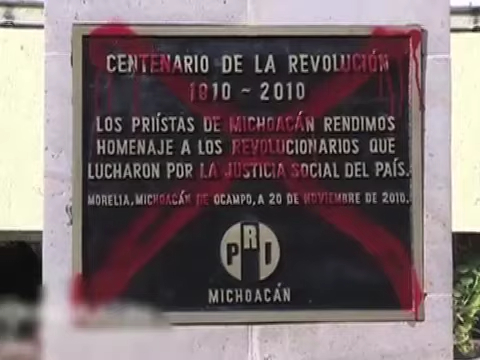 CENTENARIO DE LA REVOLUCIÓN
1910 ~ 2010
LOS PRIÍSTAS DE MICHOACÁN RENDIMOS
HOMENAJE A LOS REVOLUCIONARIOS QUE
LUCHARON POR LA JUSTICIA SOCIAL DEL PAÍS.
MORELIA, MICHOACÁN DE OCAMPO, A 20 DE NOVIEMBRE DE 2010.
PRI
MICHOACÁN